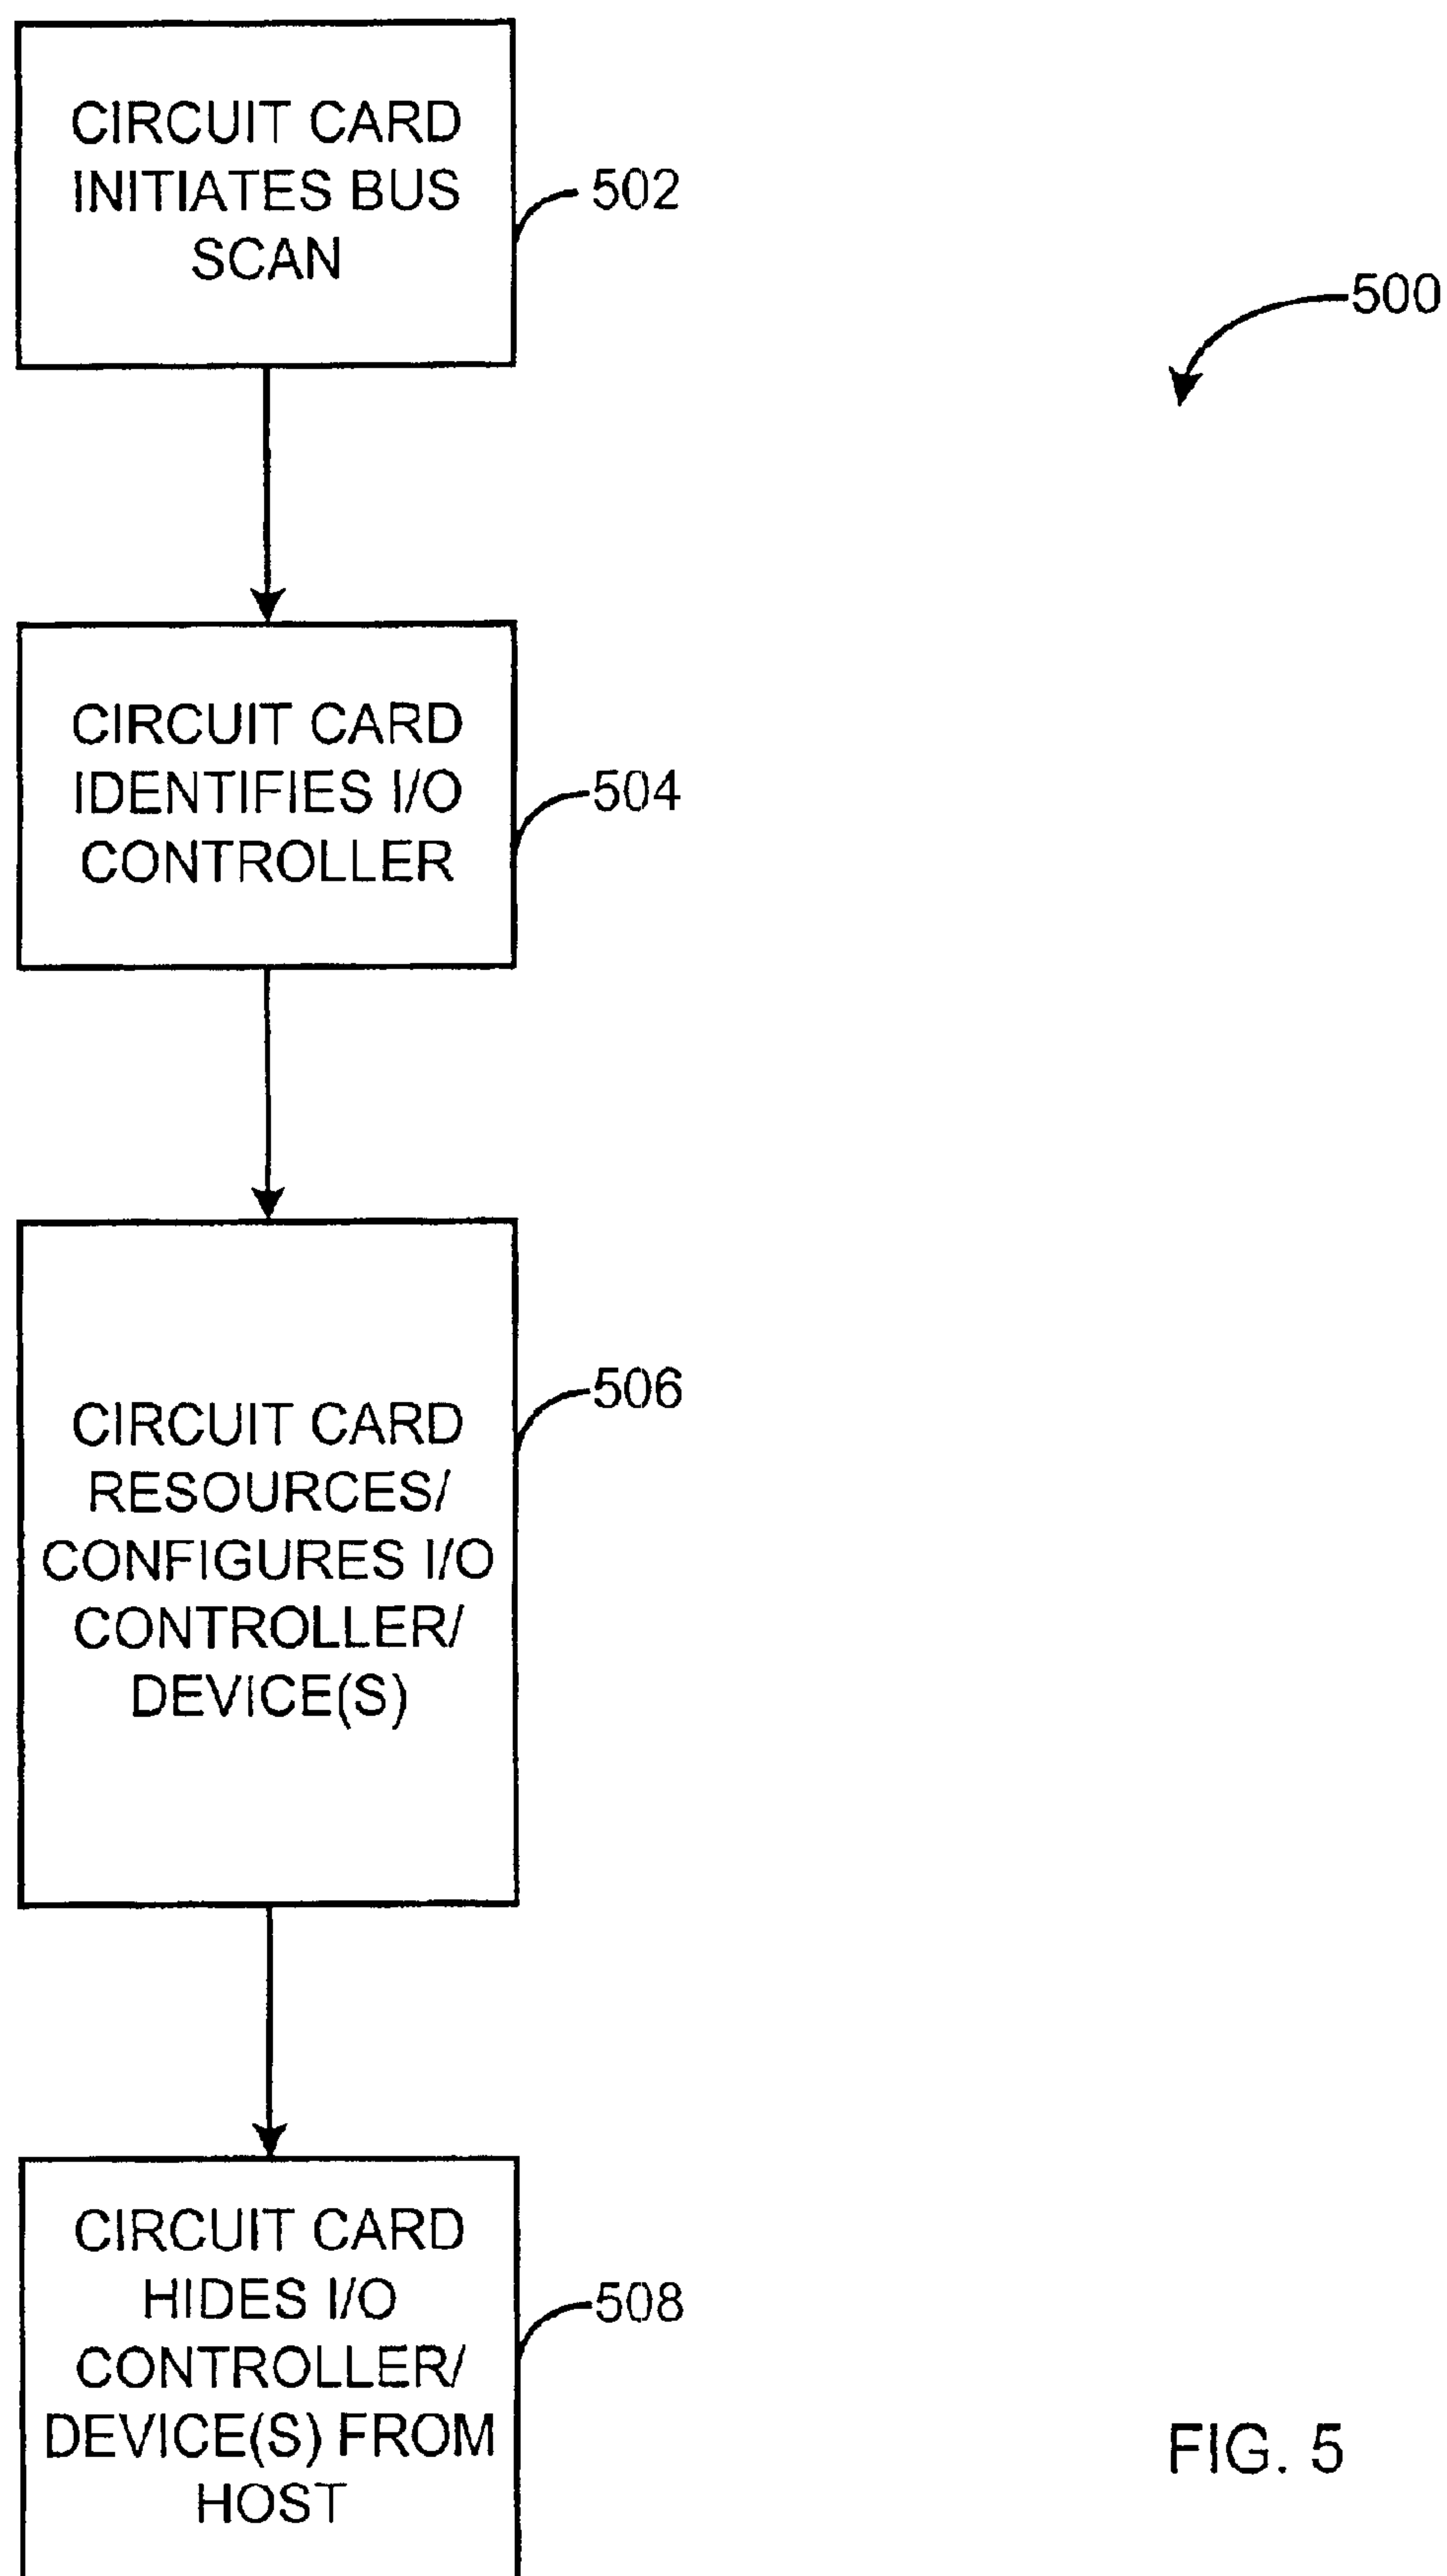 CIRCUIT CARD
INITIATES BUS
SCAN
502
500
CIRCUIT CARD
IDENTIFIES I/O
CONTROLLER
504
CIRCUIT CARD
RESOURCES/
CONFIGURES I/O
CONTROLLER/
DEVICE(S)
506
CIRCUIT CARD
HIDES I/O
CONTROLLER/
DEVICE(S) FROM
HOST
508
FIG. 5